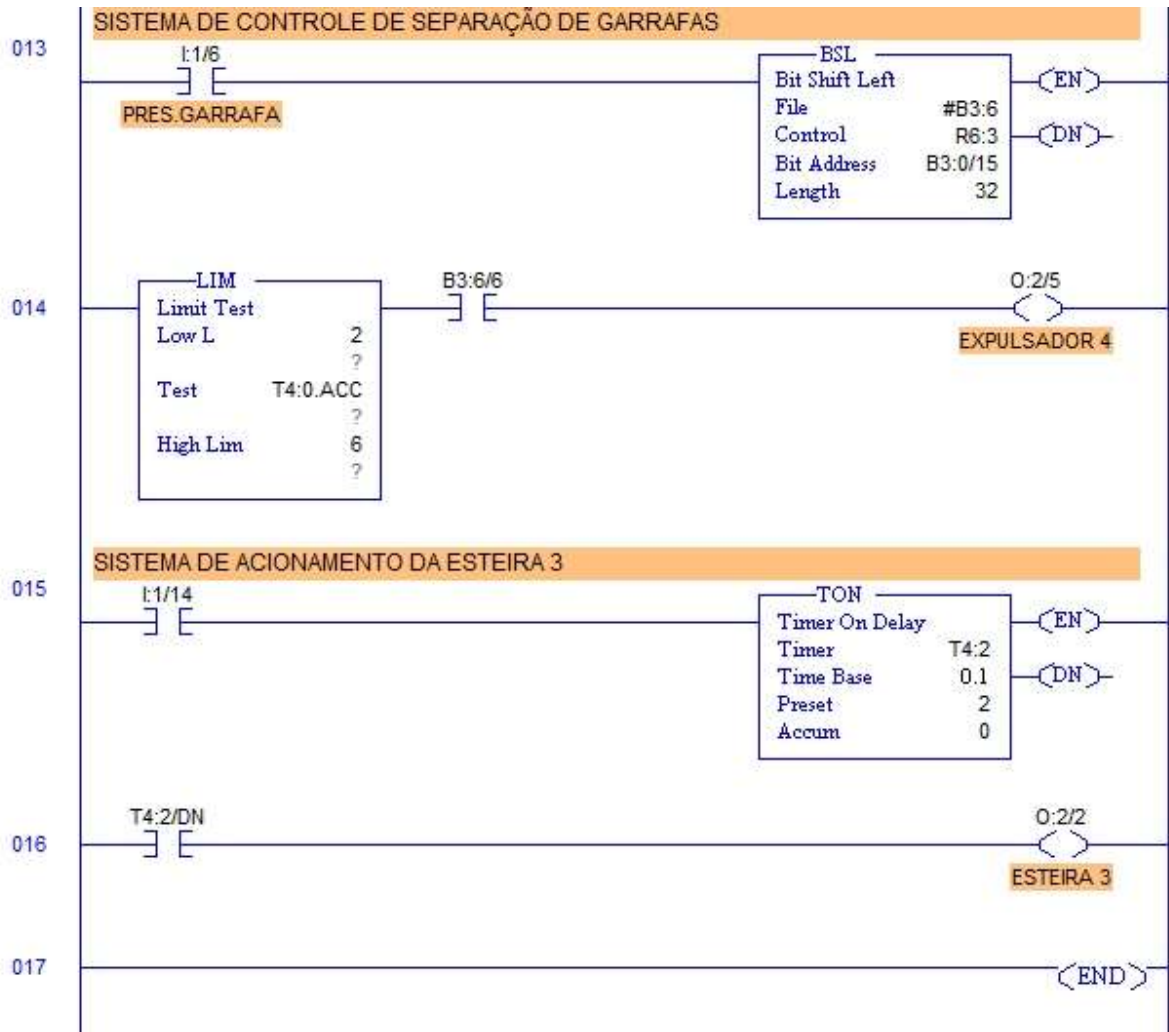 SISTEMA DE CONTROLE DE SEPARAÇÃO DE GARRAFAS
013
I:1/6
PRES.GARRAFA
BSL
Bit Shift Left
File #B3:6
Control R6:3
Bit Address B3:0/15
Length 32
EN
DN
014
LIM
Limit Test
Low L 2
?
Test T4:0.ACC
?
High Lim 6
?
B3:6/6
O:2/5
EXPULSADOR 4
SISTEMA DE ACIONAMENTO DA ESTEIRA 3
015
I:1/14
TON
Timer On Delay
Timer T4:2
Time Base 0.1
Preset 2
Accum 0
EN
DN
016
T4:2/DN
O:2/2
ESTEIRA 3
017
END